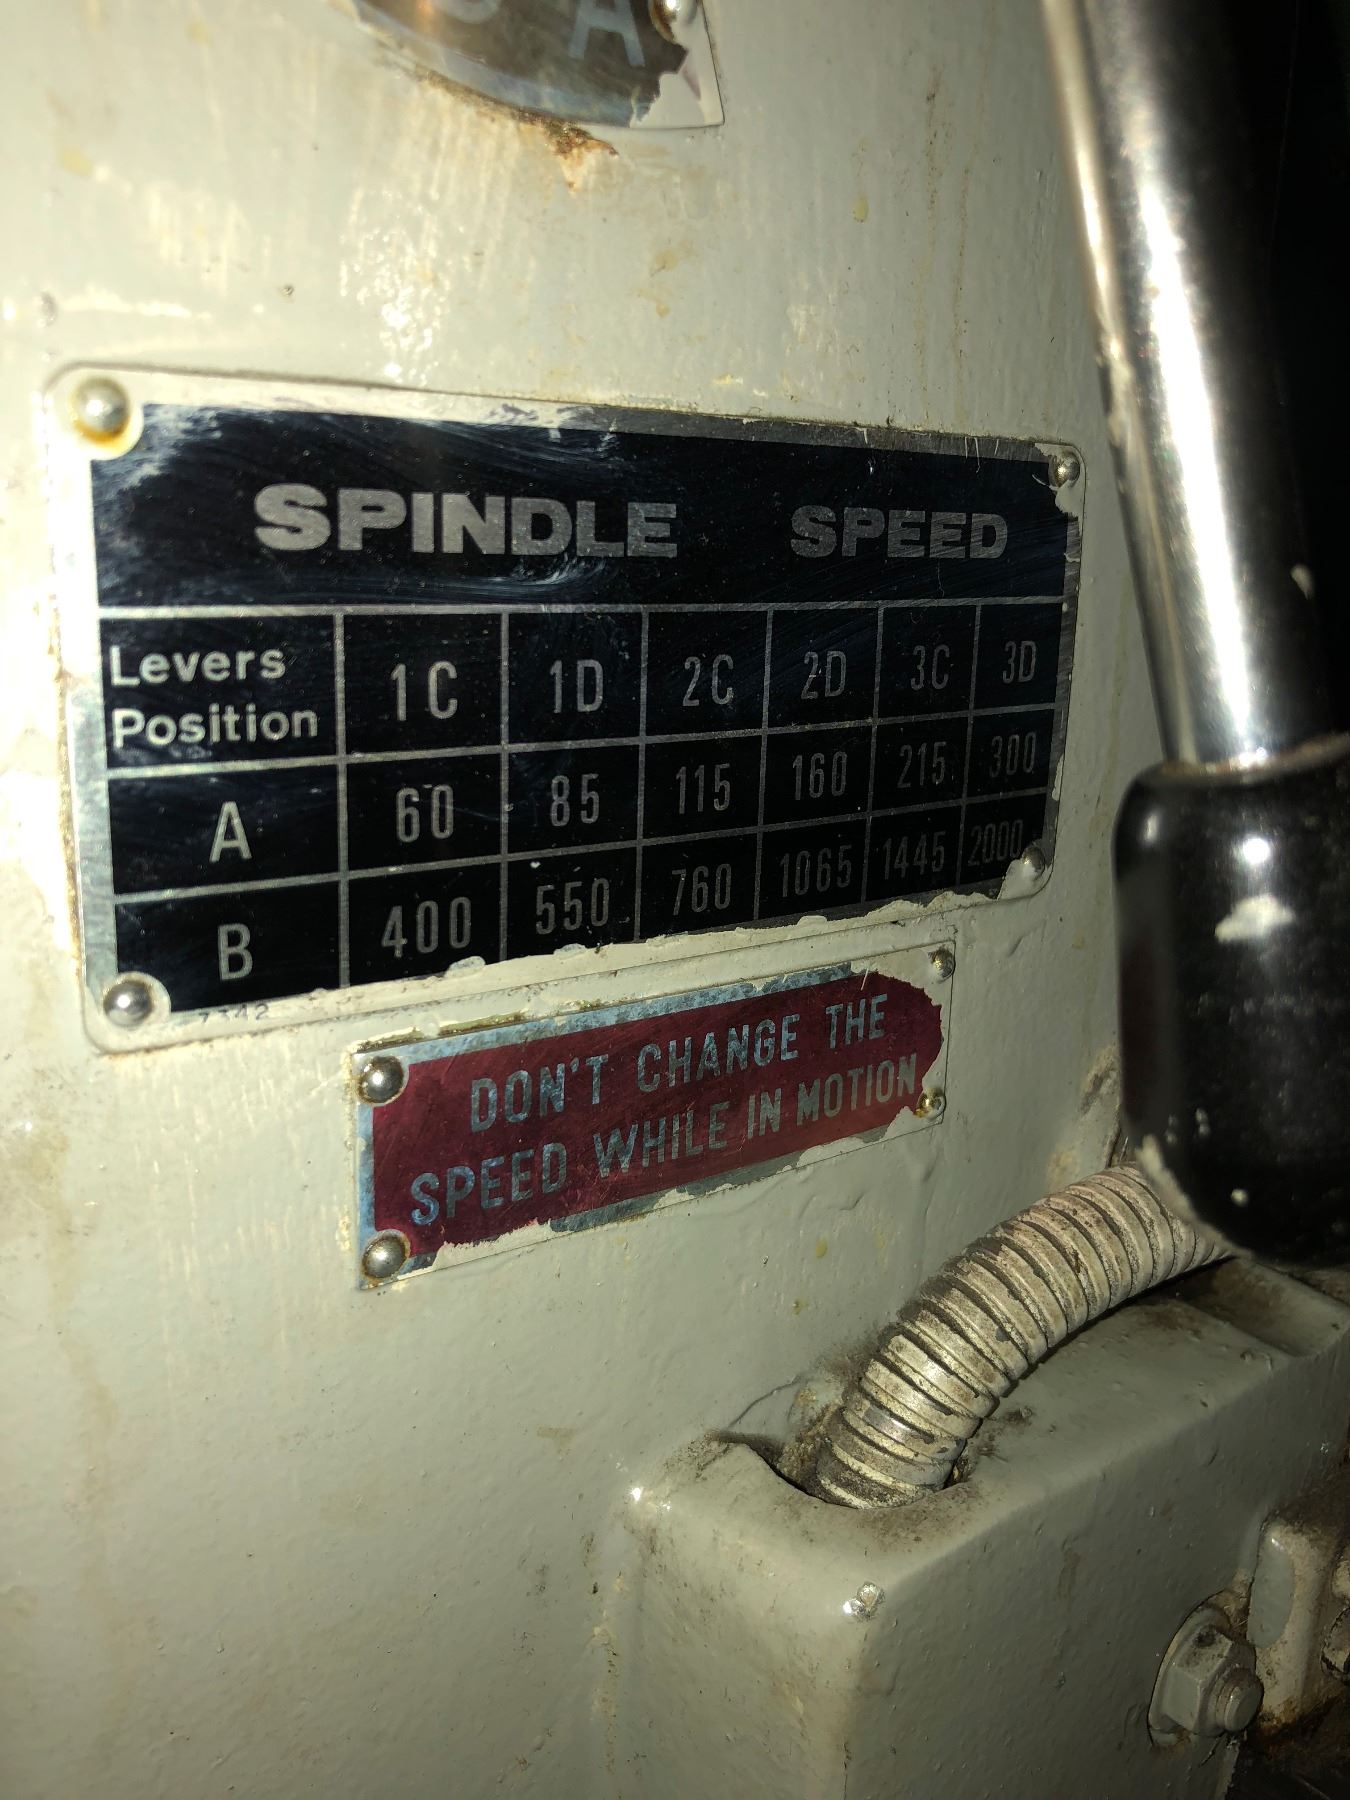 A
SPINDLE SPEED
Levers Position 1C 1D 2C 2D 3C 3D
A 60 85 115 160 215 300
B 400 550 760 1065 1445 2000
7342
DON'T CHANGE THE
SPEED WHILE IN MOTION